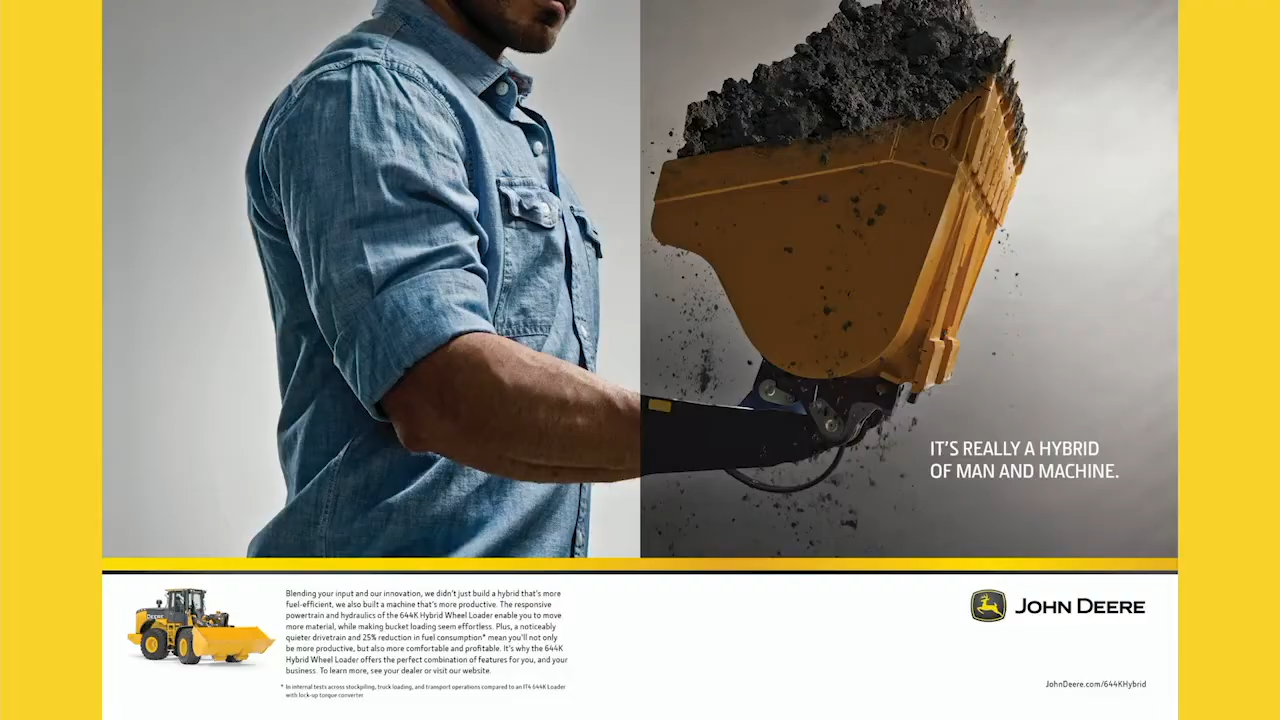 IT'S REALLY A HYBRID
OF MAN AND MACHINE.
DEERE
Blending your input and our innovation, we didn't just build a hybrid that's more
fuel-efficient, we also built a machine that's more productive. The responsive
powertrain and hydraulics of the 644K Hybrid Wheel Loader enable you to move
more material, while making bucket loading seem effortless. Plus, a noticeably
quieter drivetrain and 25% reduction in fuel consumption* mean you'll not only
be more productive, but also more comfortable and profitable. It's why the 644K
Hybrid Wheel Loader offers the perfect combination of features for you, and your
business. To learn more, see your dealer or visit our website.
* In internal tests across stockpiling, truck loading, and transport operations compared to an IT4 644K Loader
with lock-up torque converter
JOHN DEERE
JohnDeere.com/644KHybrid